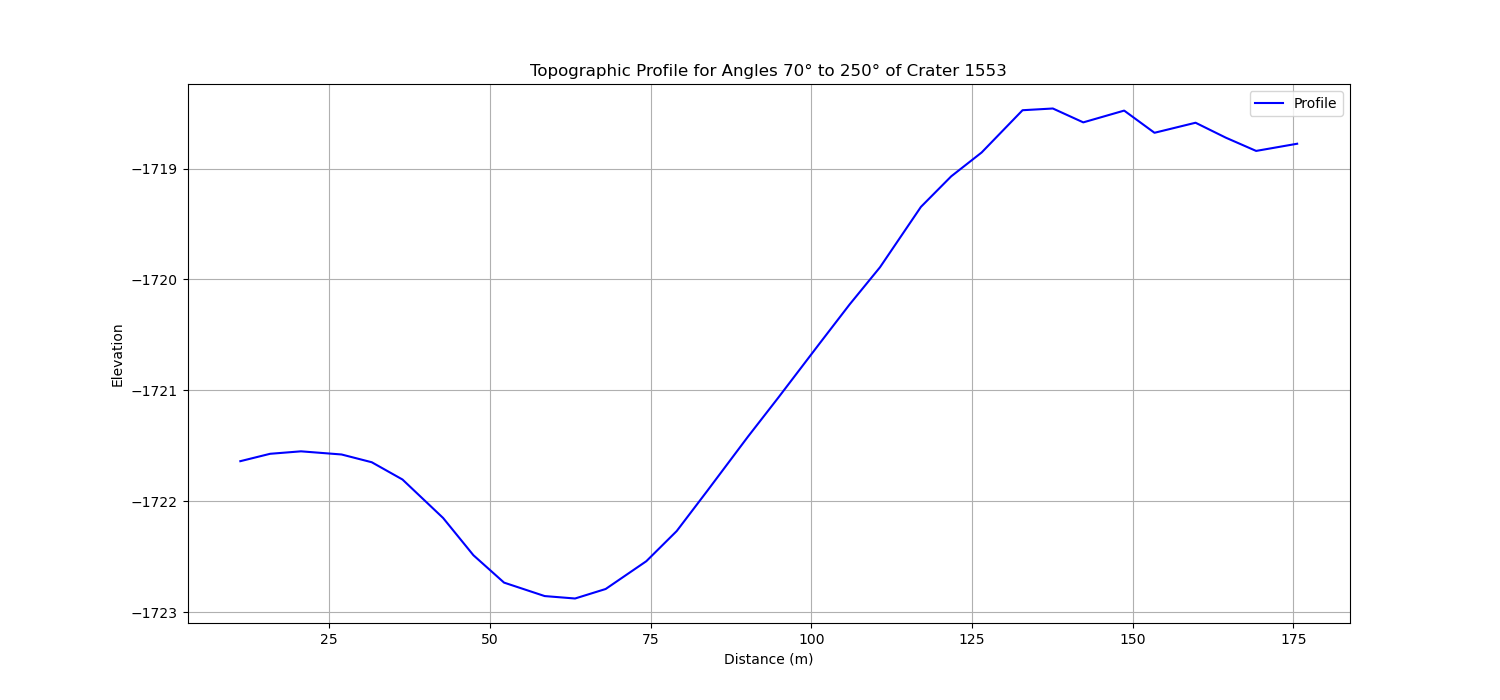 Topographic Profile for Angles 70° to 250° of Crater 1553
Profile
−1719
−1720
−1721
−1722
−1723
Elevation
25 50 75 100 125 150 175
Distance (m)